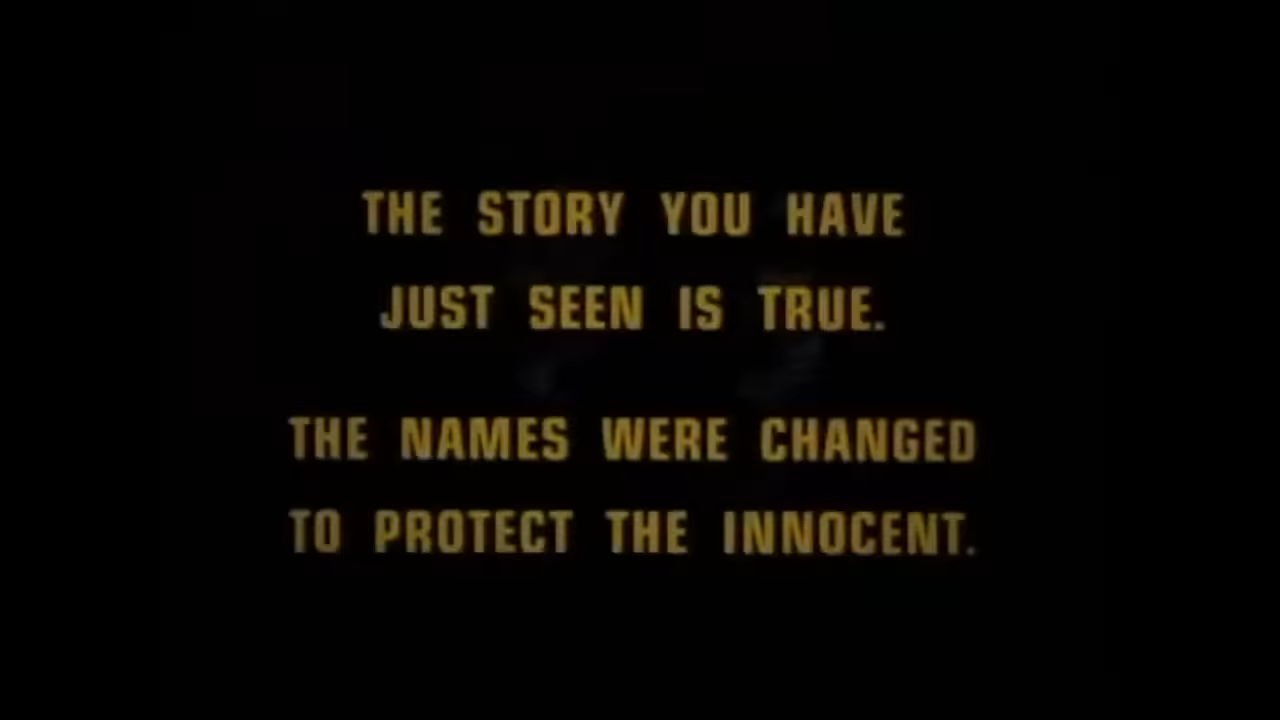 THE STORY YOU HAVE
JUST SEEN IS TRUE.
THE NAMES WERE CHANGED
TO PROTECT THE INNOCENT.